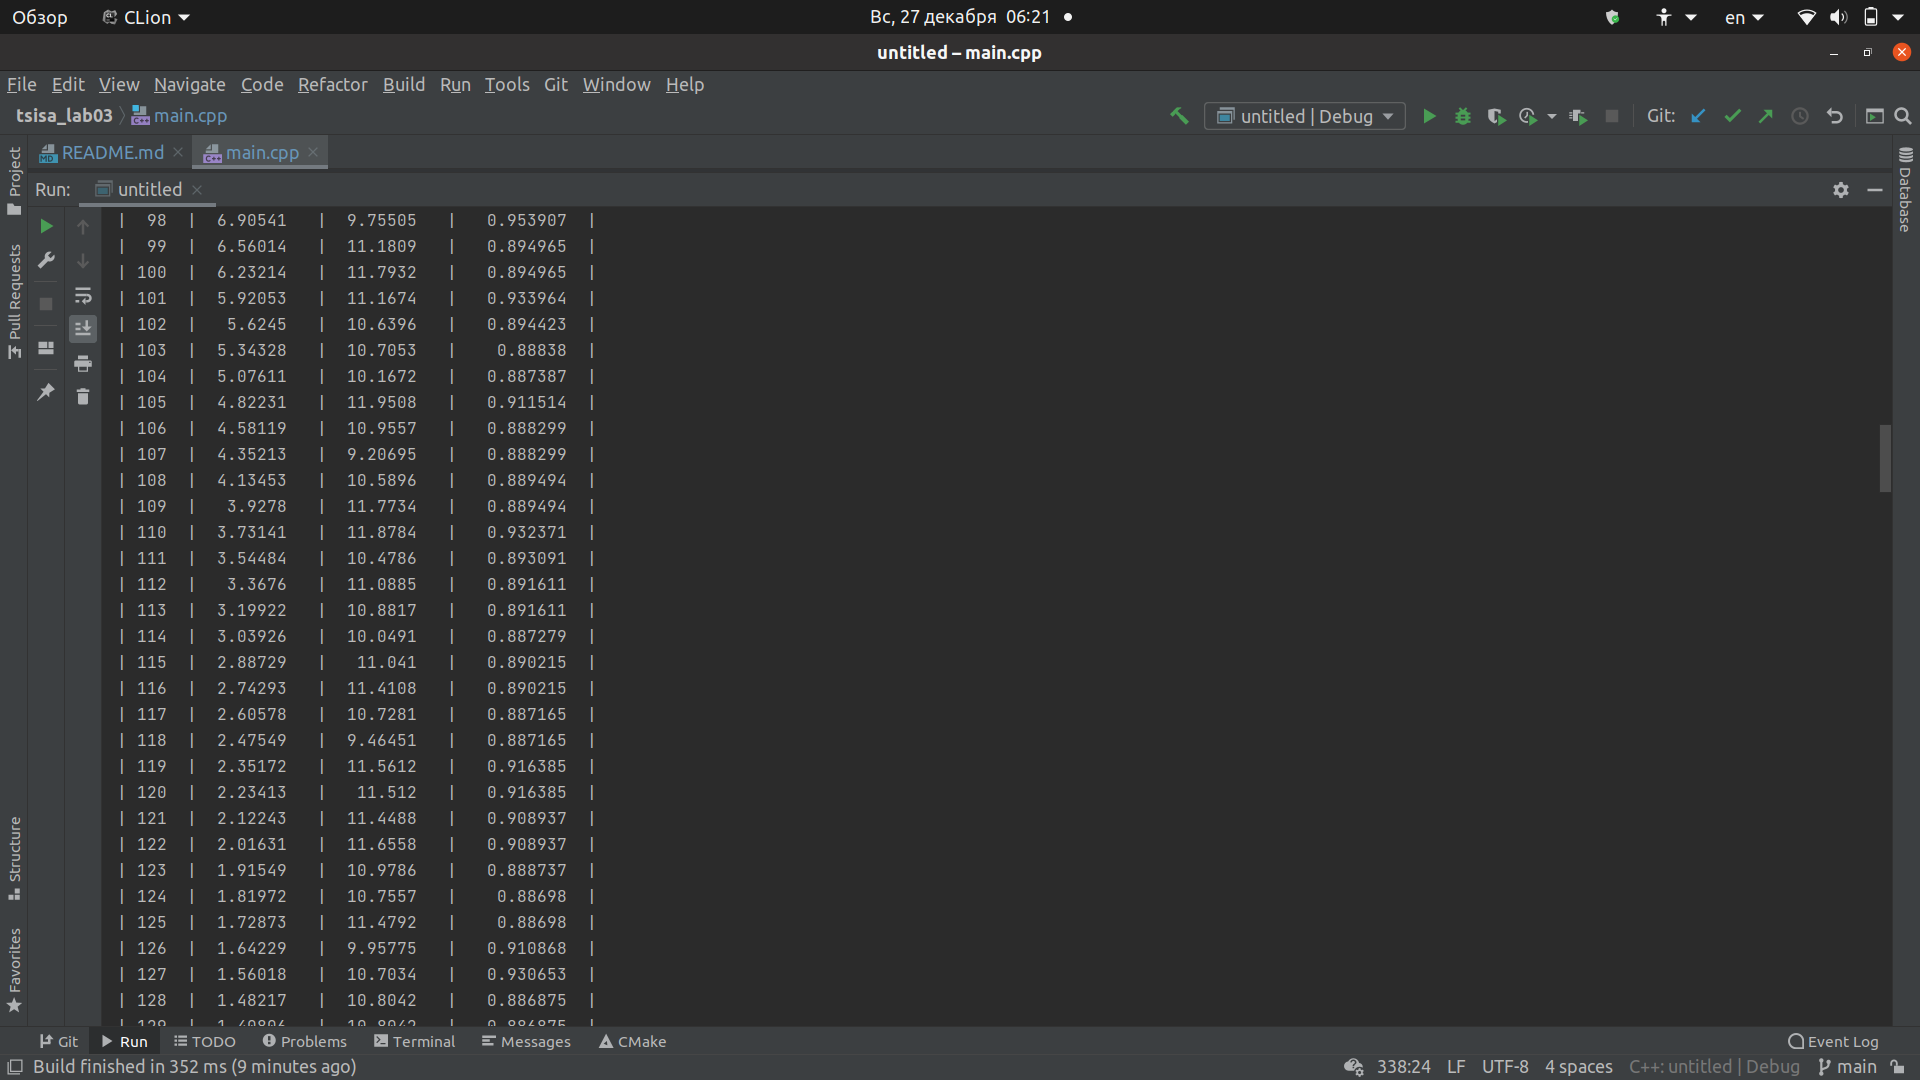 Обзор CLion Вс, 27 декабря 06:21 en
untitled – main.cpp
File Edit View Navigate Code Refactor Build Run Tools Git Window Help
tsisa_lab03 main.cpp untitled | Debug Git:
README.md main.cpp
Run: untitled
Project
Pull Requests
Structure
Favorites
Database
| 98 | 6.90541 | 9.75505 | 0.953907 |
| 99 | 6.56014 | 11.1809 | 0.894965 |
| 100 | 6.23214 | 11.7932 | 0.894965 |
| 101 | 5.92053 | 11.1674 | 0.933964 |
| 102 | 5.6245 | 10.6396 | 0.894423 |
| 103 | 5.34328 | 10.7053 | 0.88838 |
| 104 | 5.07611 | 10.1672 | 0.887387 |
| 105 | 4.82231 | 11.9508 | 0.911514 |
| 106 | 4.58119 | 10.9557 | 0.888299 |
| 107 | 4.35213 | 9.20695 | 0.888299 |
| 108 | 4.13453 | 10.5896 | 0.889494 |
| 109 | 3.9278 | 11.7734 | 0.889494 |
| 110 | 3.73141 | 11.8784 | 0.932371 |
| 111 | 3.54484 | 10.4786 | 0.893091 |
| 112 | 3.3676 | 11.0885 | 0.891611 |
| 113 | 3.19922 | 10.8817 | 0.891611 |
| 114 | 3.03926 | 10.0491 | 0.887279 |
| 115 | 2.88729 | 11.041 | 0.890215 |
| 116 | 2.74293 | 11.4108 | 0.890215 |
| 117 | 2.60578 | 10.7281 | 0.887165 |
| 118 | 2.47549 | 9.46451 | 0.887165 |
| 119 | 2.35172 | 11.5612 | 0.916385 |
| 120 | 2.23413 | 11.512 | 0.916385 |
| 121 | 2.12243 | 11.4488 | 0.908937 |
| 122 | 2.01631 | 11.6558 | 0.908937 |
| 123 | 1.91549 | 10.9786 | 0.888737 |
| 124 | 1.81972 | 10.7557 | 0.88698 |
| 125 | 1.72873 | 11.4792 | 0.88698 |
| 126 | 1.64229 | 9.95775 | 0.910868 |
| 127 | 1.56018 | 10.7034 | 0.930653 |
| 128 | 1.48217 | 10.8042 | 0.886875 |
| 129 | 1.40806 | 10.8042 | 0.886875 |
Git Run TODO Problems Terminal Messages CMake Event Log
Build finished in 352 ms (9 minutes ago) 338:24 LF UTF-8 4 spaces C++: untitled | Debug main